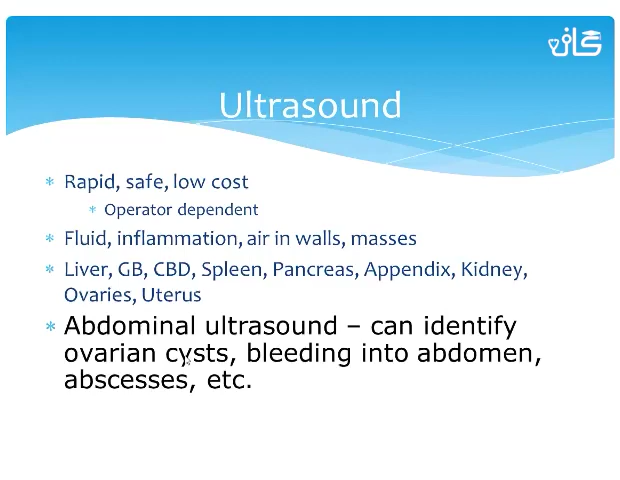 كان
Ultrasound
* Rapid, safe, low cost
* Operator dependent
* Fluid, inflammation, air in walls, masses
* Liver, GB, CBD, Spleen, Pancreas, Appendix, Kidney,
Ovaries, Uterus
* Abdominal ultrasound – can identify
ovarian cysts, bleeding into abdomen,
abscesses, etc.